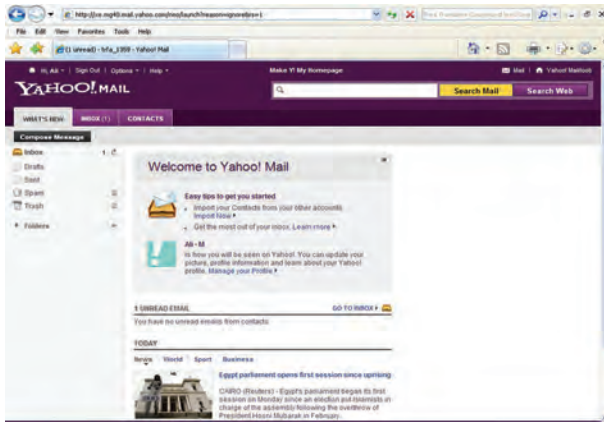 File Edit View Favorites Tools Help
(1 unread) - Yahoo! Mail
Hi, Ali Sign Out Options Help
Make Y! My Homepage
Mail
YAHOO! MAIL
Search Mail
Search Web
WHAT'S NEW
INBOX (1)
CONTACTS
Compose Message
Inbox 1
Drafts
Sent
Spam
Trash
Folders
Welcome to Yahoo! Mail
Easy tips to get you started
Import your Contacts from your other accounts.
Import Now
Get the most out of your inbox. Learn more
Ali - M
is how you will be seen on Yahoo!. You can update your
picture, profile information and learn about your Yahoo!
profile. Manage your Profile
1 UNREAD EMAIL
GO TO INBOX
You have no unread emails from contacts.
TODAY
News World Sport Business
Egypt parliament opens first session since uprising
CAIRO (Reuters) - Egypt's parliament began its first
session on Monday since an election put Islamists in
charge of the assembly following the overthrow of
President Hosni Mubarak in February.